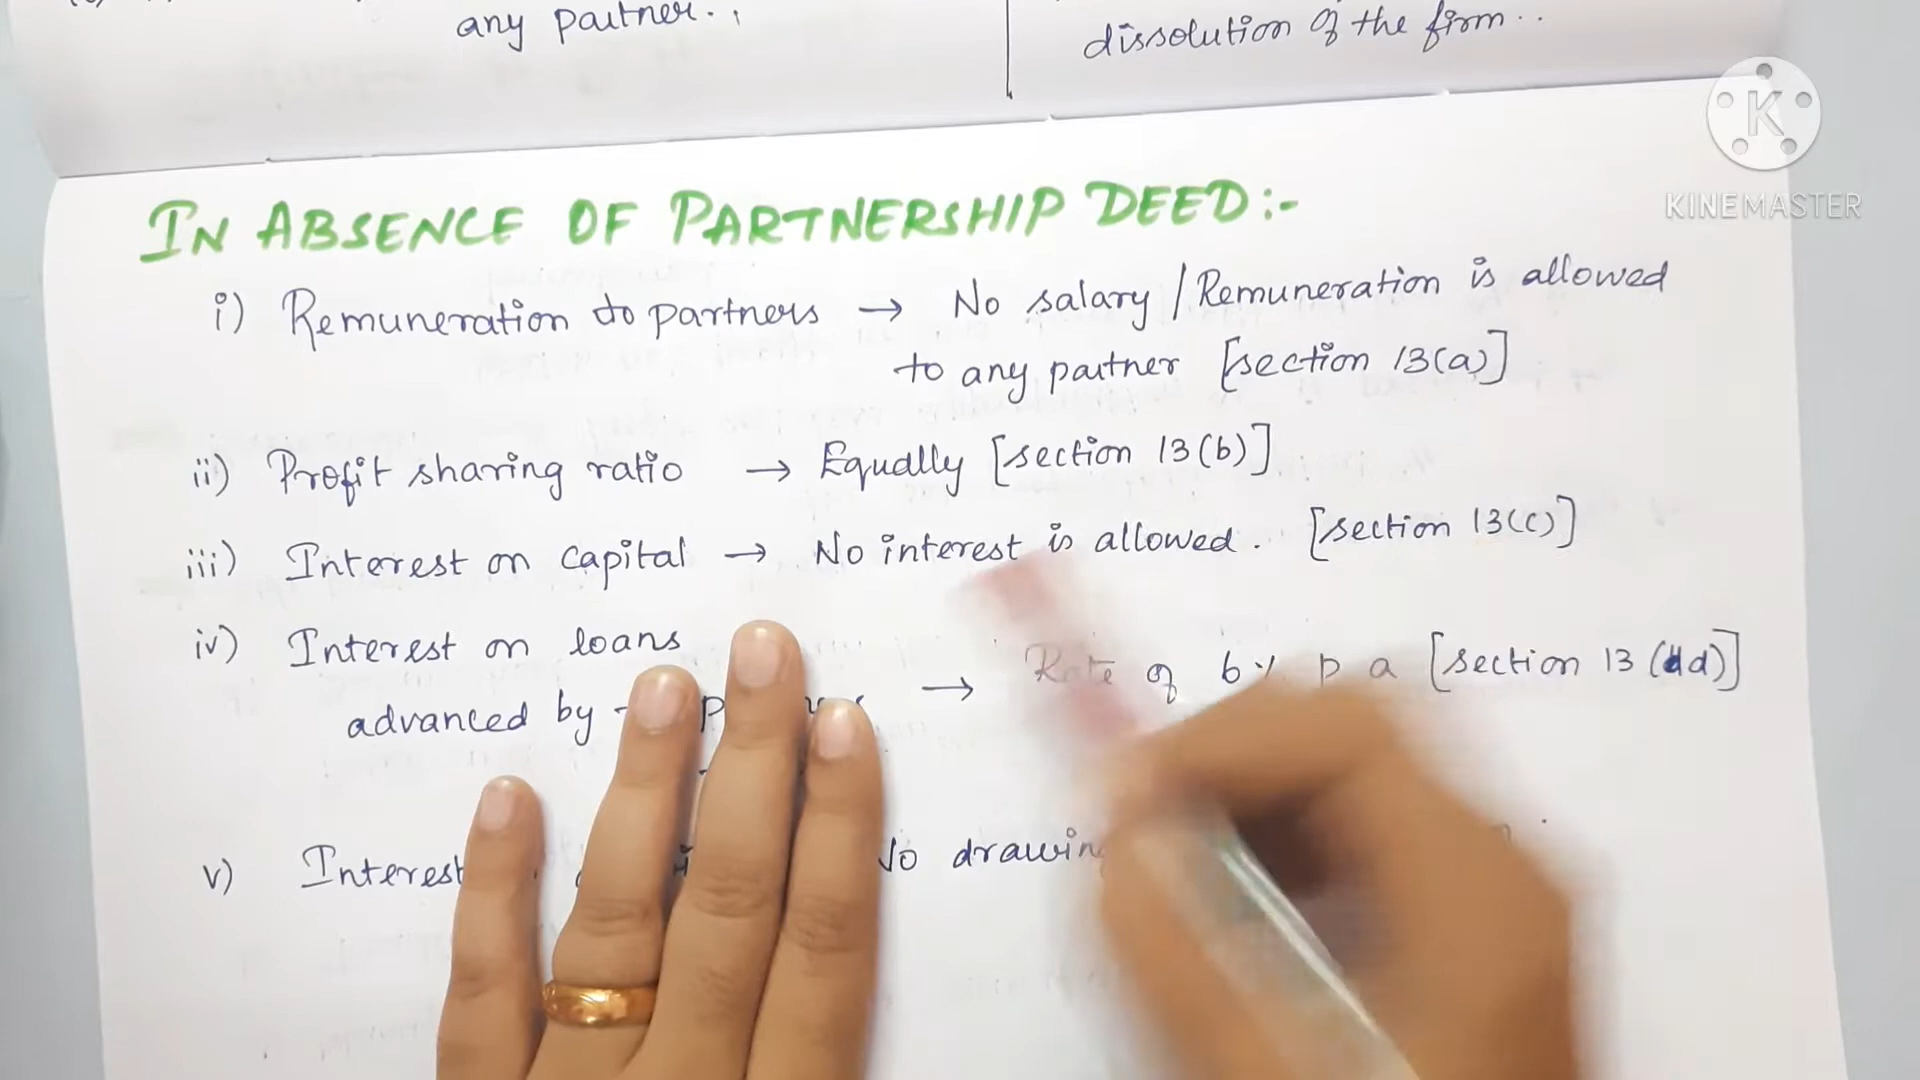 any partner..
dissolution of the firm..
K
KINEMASTER
IN ABSENCE OF PARTNERSHIP DEED:-
i) Remuneration to partners → No salary / Remuneration is allowed
to any partner [section 13(a)]
ii) Profit sharing ratio → Equally [section 13(b)]
iii) Interest on capital → No interest is allowed. [section 13(c)]
iv) Interest on loans
advanced by → Rate of 6% p a [section 13 (d)]
v) Interest No drawing